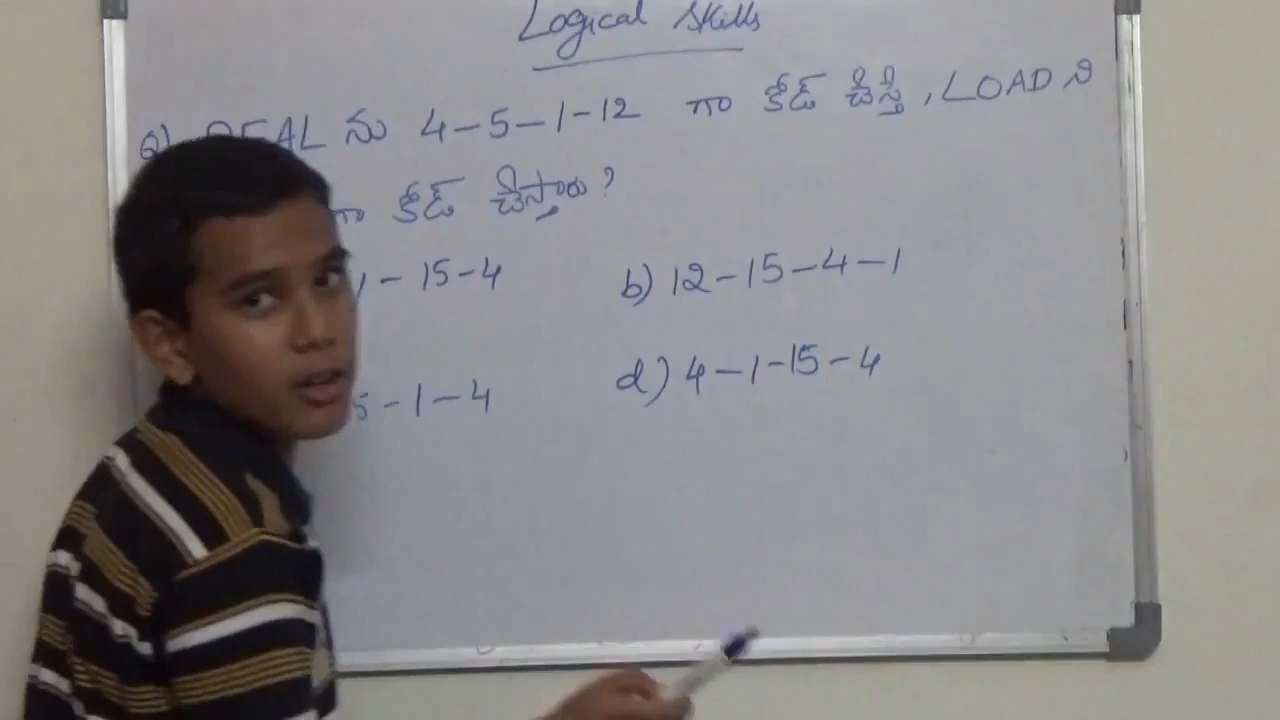 Logical Skills
ను 4-5-1-12 గా కోడ్ చేస్తే, LOAD ని
గా కోడ్ చేస్తారు?
- 15-4 b) 12-15-4-1
-1-4 d) 4-1-15-4